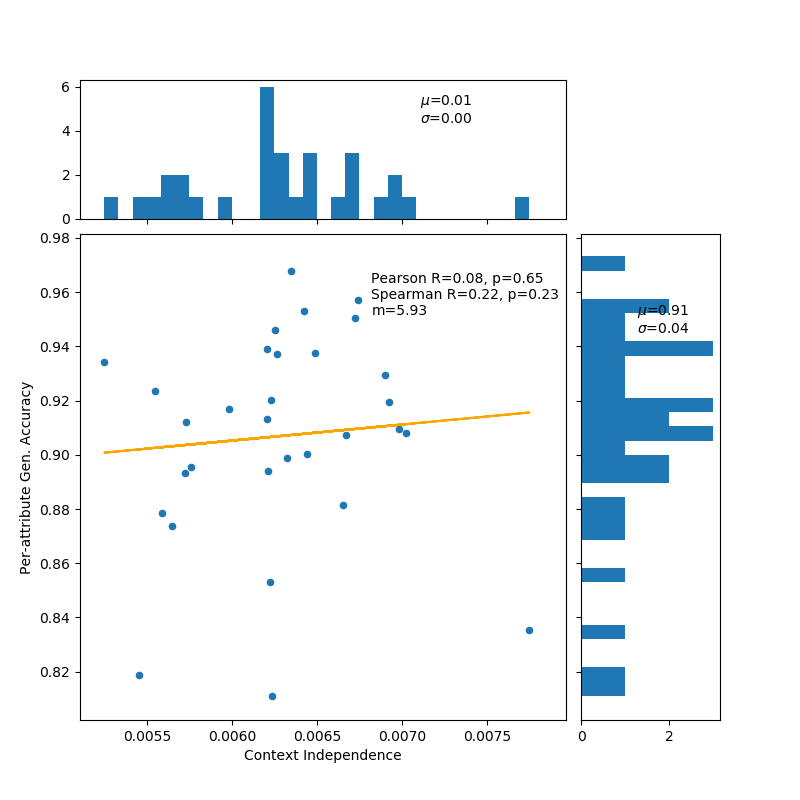 6
4
2
0
μ=0.01
σ=0.00
0.98
0.96
0.94
0.92
0.90
0.88
0.86
0.84
0.82
Per-attribute Gen. Accuracy
Pearson R=0.08, p=0.65
Spearman R=0.22, p=0.23
m=5.93
μ=0.91
σ=0.04
0.0055 0.0060 0.0065 0.0070 0.0075
Context Independence
0 2